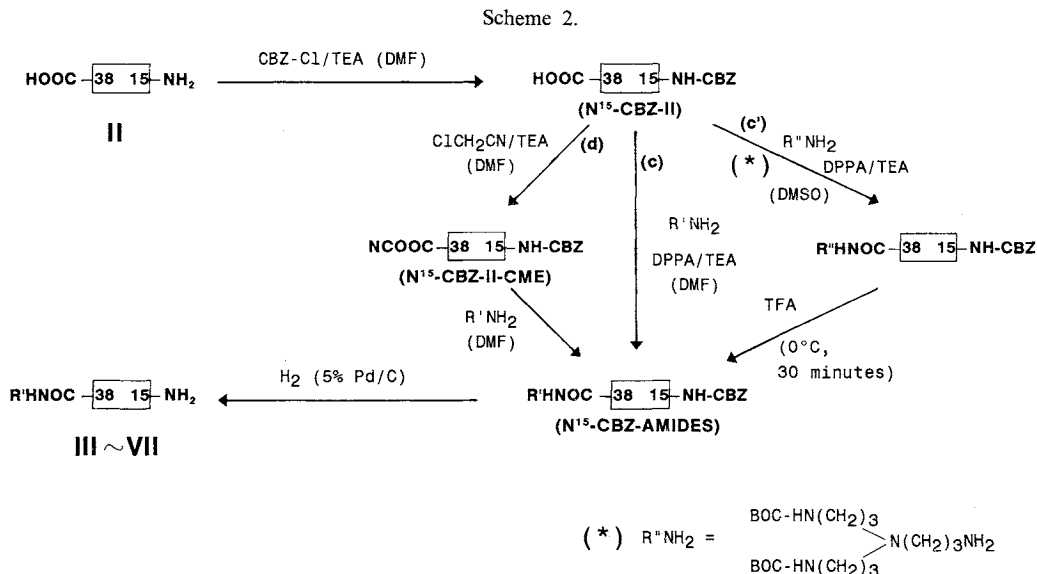 Scheme 2.
HOOC 38 15 NH2
II
CBZ-Cl/TEA (DMF)
HOOC 38 15 NH-CBZ
(N15-CBZ-II)
ClCH2CN/TEA
(DMF)
(d)
(c)
(c')
R"NH2
(*)
DPPA/TEA
(DMSO)
NCOOC 38 15 NH-CBZ
(N15-CBZ-II-CME)
R'NH2
DPPA/TEA
(DMF)
R"HNOC 38 15 NH-CBZ
R'NH2
(DMF)
TFA
(0°C,
30 minutes)
R'HNOC 38 15 NH2
III~VII
H2 (5% Pd/C)
R'HNOC 38 15 NH-CBZ
(N15-CBZ-AMIDES)
(*) R"NH2 =
BOC-HN(CH2)3
N(CH2)3NH2
BOC-HN(CH2)3